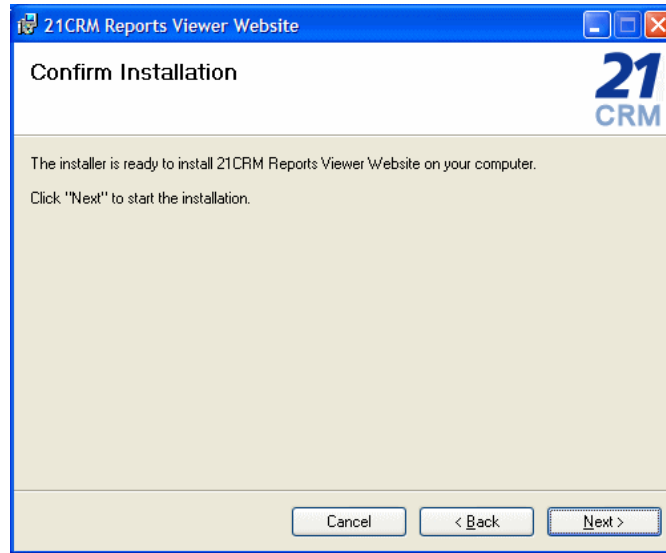 21CRM Reports Viewer Website
Confirm Installation
21
CRM
The installer is ready to install 21CRM Reports Viewer Website on your computer.
Click "Next" to start the installation.
Cancel
< Back
Next >